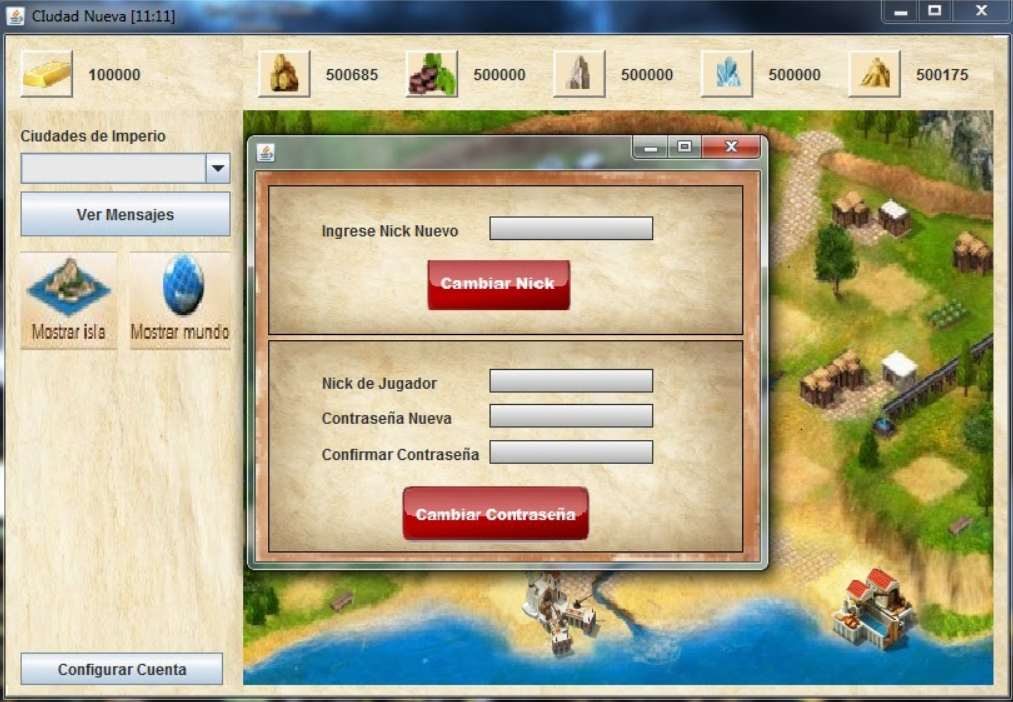 CIudad Nueva [11:11]
100000
500685
500000
500000
500000
500175
Ciudades de Imperio
Ver Mensajes
Mostrar isla
Mostrar mundo
Configurar Cuenta
Ingrese Nick Nuevo
Cambiar Nick
Nick de Jugador
Contraseña Nueva
Confirmar Contraseña
Cambiar Contraseña